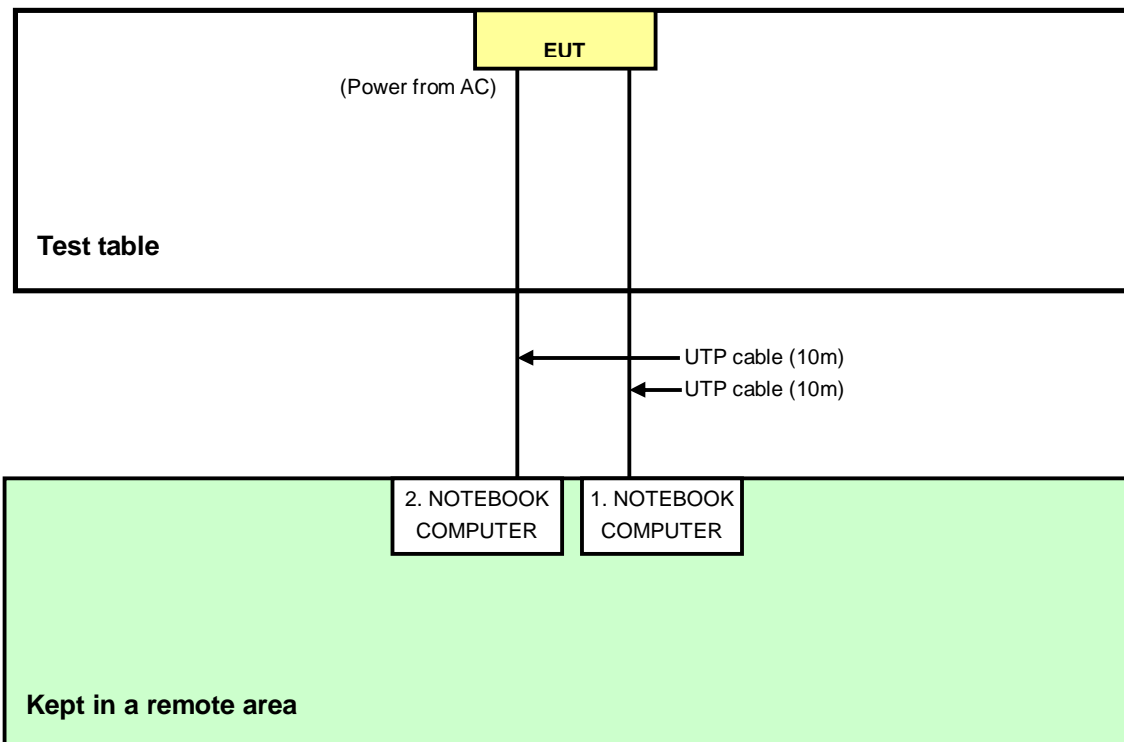 EUT
(Power from AC)
Test table
UTP cable (10m)
UTP cable (10m)
2. NOTEBOOK
COMPUTER
1. NOTEBOOK
COMPUTER
Kept in a remote area